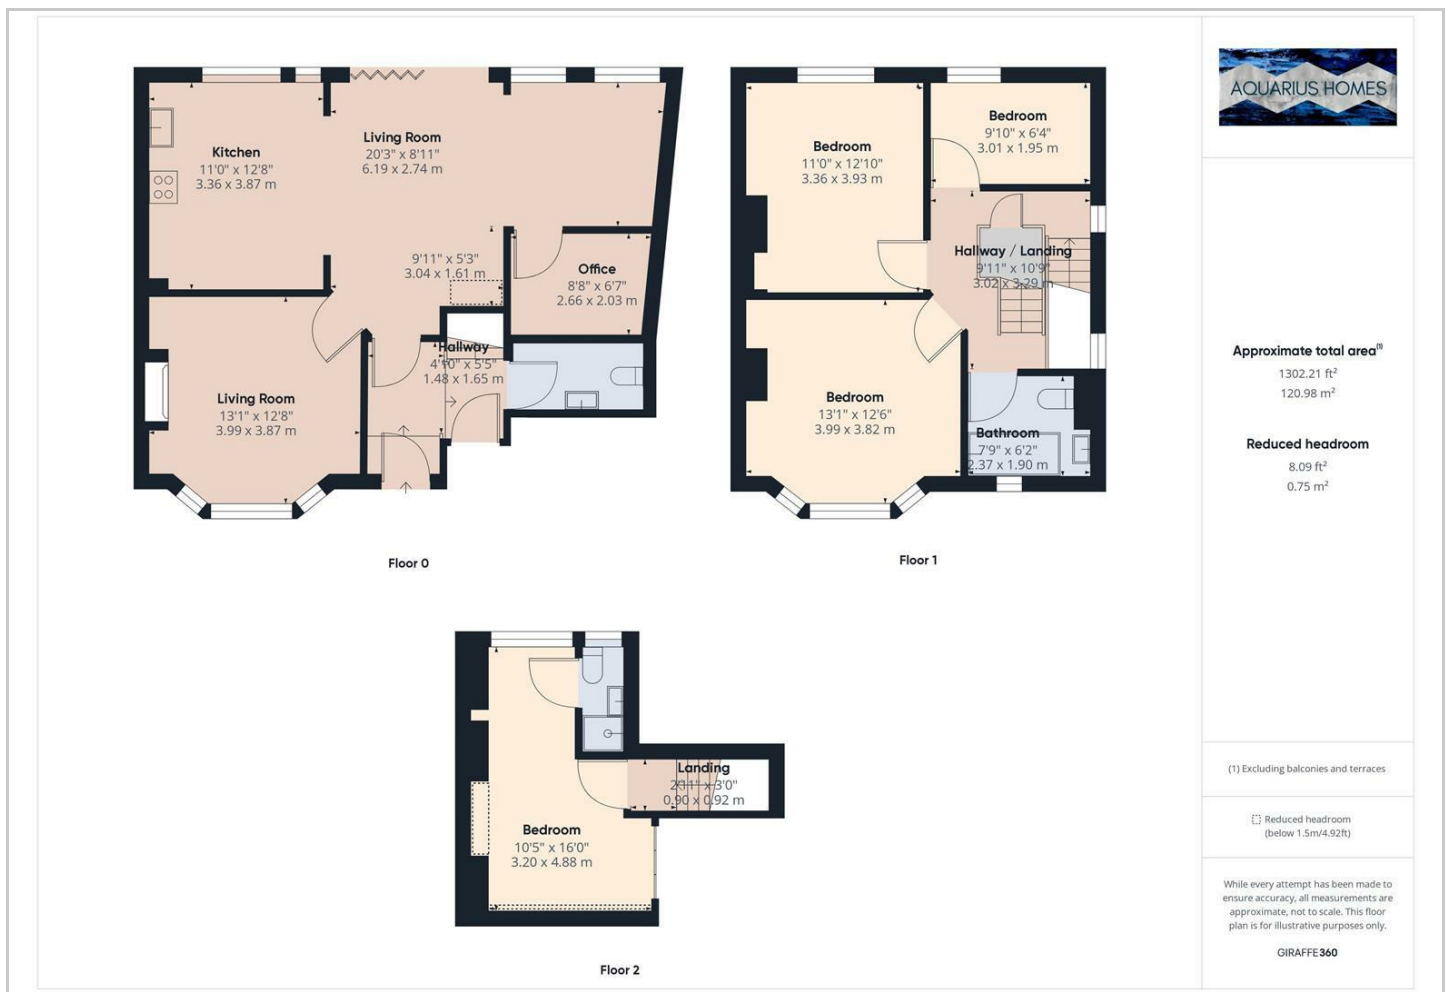 Kitchen
11'0" x 12'8"
3.36 x 3.87 m
Living Room
20'3" x 8'11"
6.19 x 2.74 m
9'11" x 5'3"
3.04 x 1.61 m
Office
8'8" x 6'7"
2.66 x 2.03 m
Hallway
4'10" x 5'5"
1.48 x 1.65 m
Living Room
13'1" x 12'8"
3.99 x 3.87 m
Floor 0
Bedroom
11'0" x 12'10"
3.36 x 3.93 m
Bedroom
9'10" x 6'4"
3.01 x 1.95 m
Hallway / Landing
9'11" x 10'9"
3.02 x 3.29 m
Bedroom
13'1" x 12'6"
3.99 x 3.82 m
Bathroom
7'9" x 6'2"
2.37 x 1.90 m
Floor 1
Landing
2'11" x 3'0"
0.90 x 0.92 m
Bedroom
10'5" x 16'0"
3.20 x 4.88 m
Floor 2
AQUARIUS HOMES
Approximate total area⁽¹⁾
1302.21 ft²
120.98 m²
Reduced headroom
8.09 ft²
0.75 m²
(1) Excluding balconies and terraces
Reduced headroom
(below 1.5m/4.92ft)
While every attempt has been made to
ensure accuracy, all measurements are
approximate, not to scale. This floor
plan is for illustrative purposes only.
GIRAFFE360